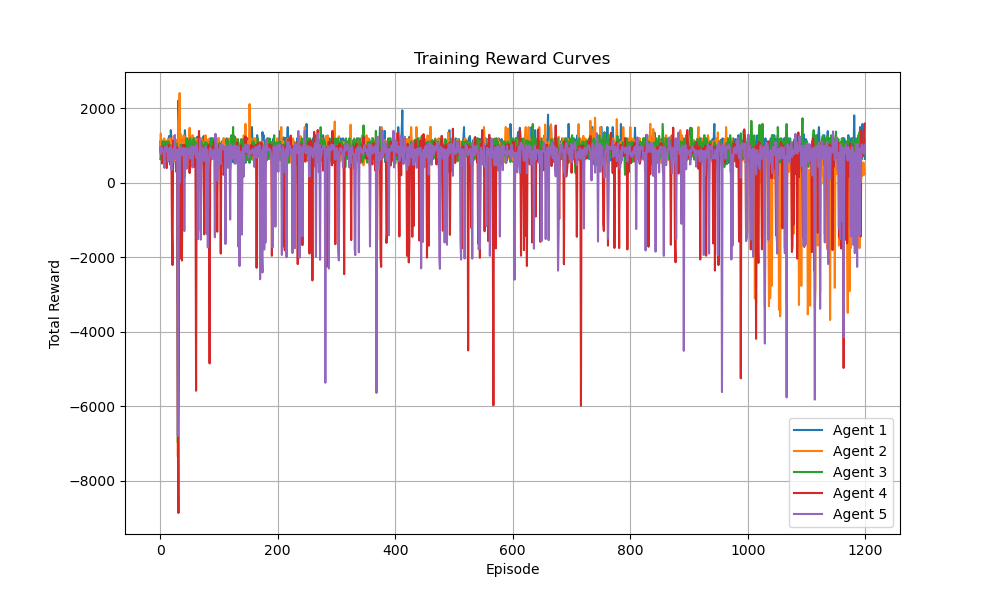 Training Reward Curves
2000
0
−2000
−4000
−6000
−8000
Total Reward
0 200 400 600 800 1000 1200
Episode
Agent 1
Agent 2
Agent 3
Agent 4
Agent 5